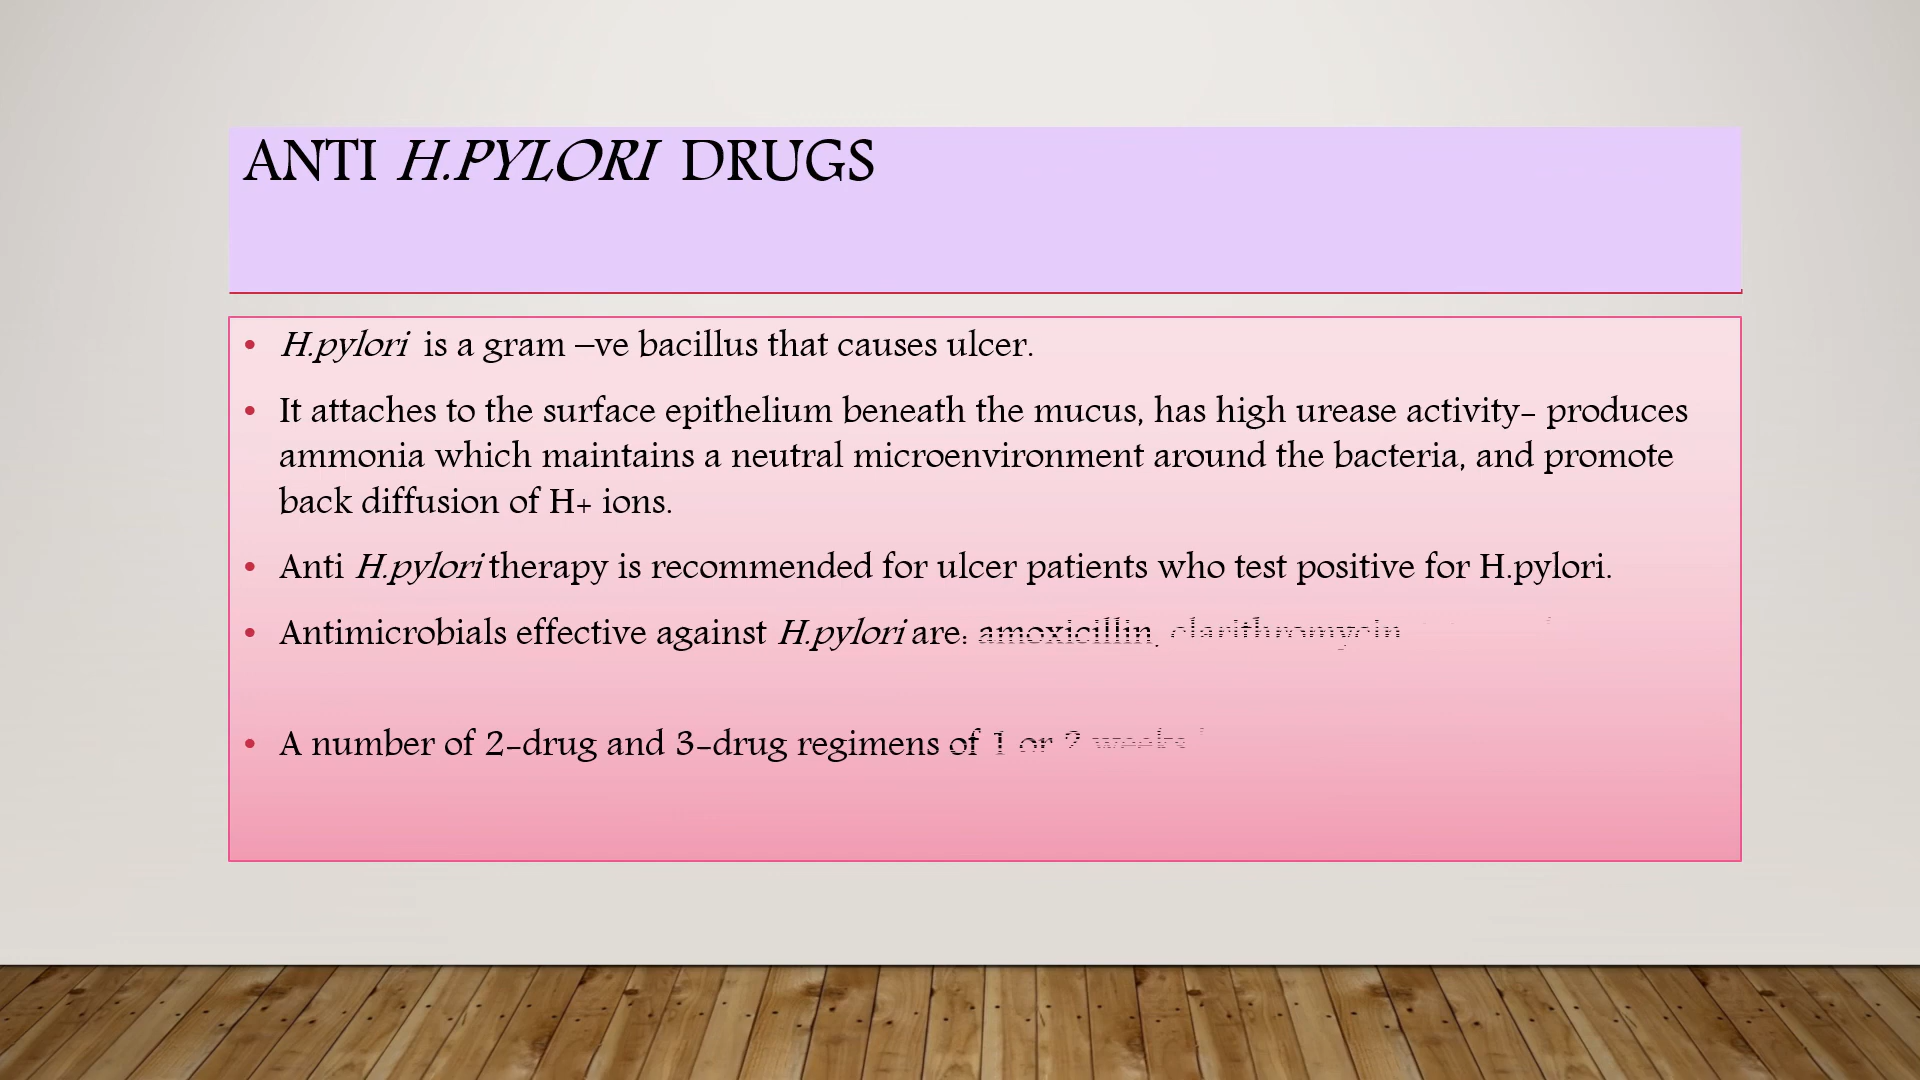 ANTI H.PYLORI DRUGS
• H.pylori is a gram –ve bacillus that causes ulcer.
• It attaches to the surface epithelium beneath the mucus, has high urease activity- produces
ammonia which maintains a neutral microenvironment around the bacteria, and promote
back diffusion of H+ ions.
• Anti H.pylori therapy is recommended for ulcer patients who test positive for H.pylori.
• Antimicrobials effective against H.pylori are: amoxicillin, clarithromycin
• A number of 2-drug and 3-drug regimens of 1 or 2 weeks